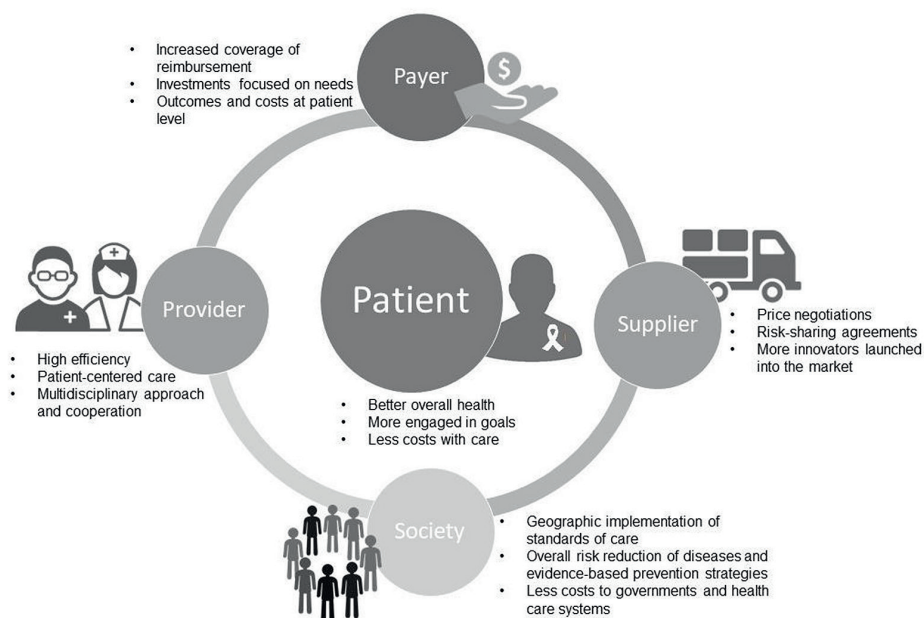 • Increased coverage of
reimbursement
• Investments focused on needs
• Outcomes and costs at patient
level
Payer
$
Provider
• High efficiency
• Patient-centered care
• Multidisciplinary approach
and cooperation
Patient
• Better overall health
• More engaged in goals
• Less costs with care
Supplier
• Price negotiations
• Risk-sharing agreements
• More innovators launched
into the market
Society
• Geographic implementation of
standards of care
• Overall risk reduction of diseases and
evidence-based prevention strategies
• Less costs to governments and health
care systems